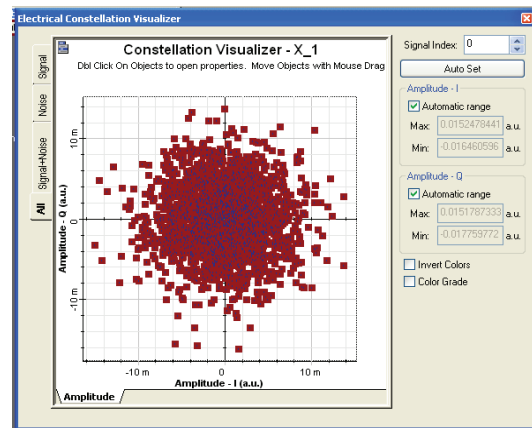 Electrical Constellation Visualizer
Constellation Visualizer - X_1
Dbl Click On Objects to open properties. Move Objects with Mouse Drag
Signal
Noise
Signal+Noise
All
Amplitude - Q (a.u.)
10 m
0
-10 m
-10 m
0
10 m
Amplitude - I (a.u.)
Amplitude
Signal Index: 0
Auto Set
Amplitude - I
Automatic range
Max: 0.0152478441 a.u.
Min: -0.016460596 a.u.
Amplitude - Q
Automatic range
Max: 0.0151787333 a.u.
Min: -0.017759772 a.u.
Invert Colors
Color Grade